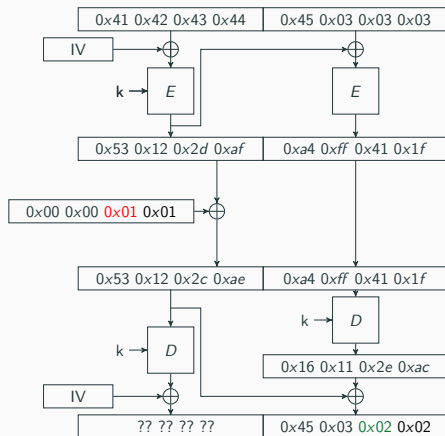 0x41 0x42 0x43 0x44 0x45 0x03 0x03 0x03
IV
k E E
0x53 0x12 0x2d 0xaf 0xa4 0xff 0x41 0x1f
0x00 0x00 0x01 0x01
0x53 0x12 0x2c 0xae 0xa4 0xff 0x41 0x1f
k D
k D
0x16 0x11 0x2e 0xac
IV
?? ?? ?? ?? 0x45 0x03 0x02 0x02